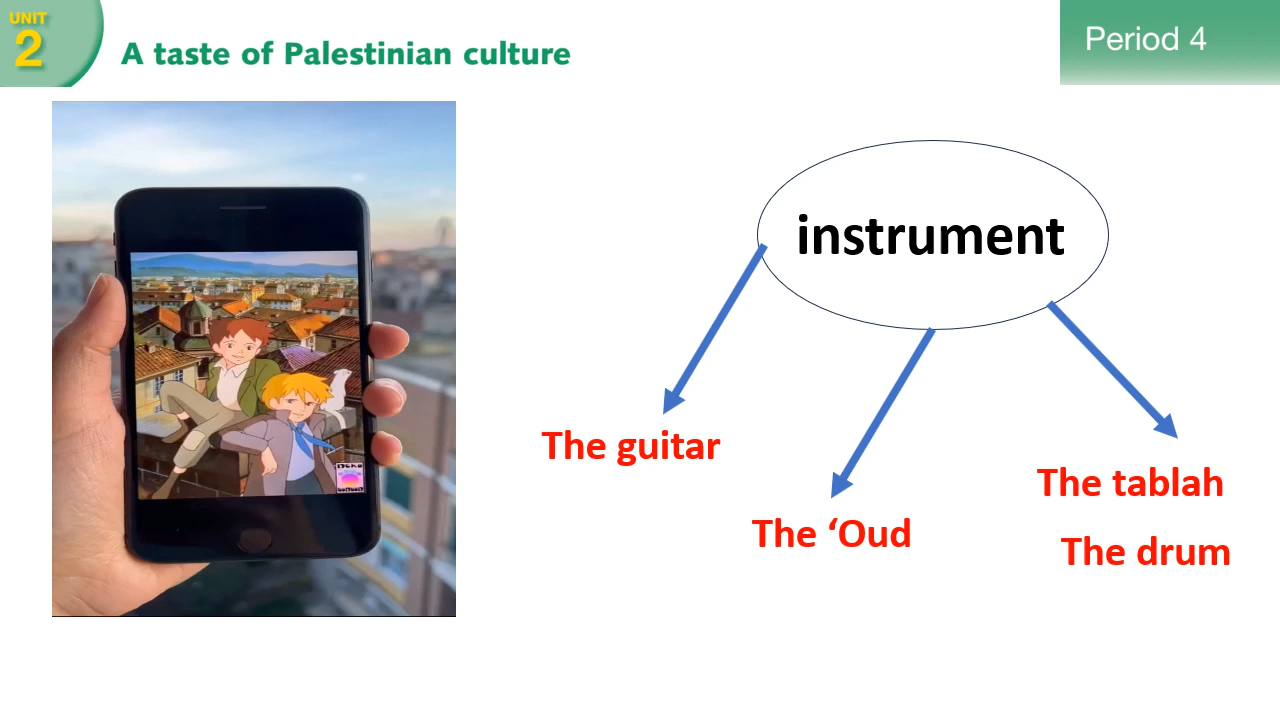 UNIT
2
A taste of Palestinian culture
Period 4
instrument
The guitar
The ‘Oud
The tablah
The drum